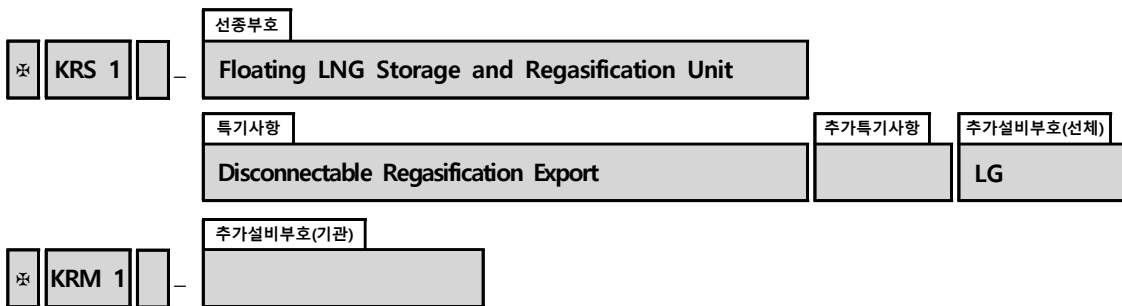 선종부호
✠ KRS 1 – Floating LNG Storage and Regasification Unit
특기사항 추가특기사항 추가설비부호(선체)
Disconnectable Regasification Export LG
추가설비부호(기관)
✠ KRM 1 –